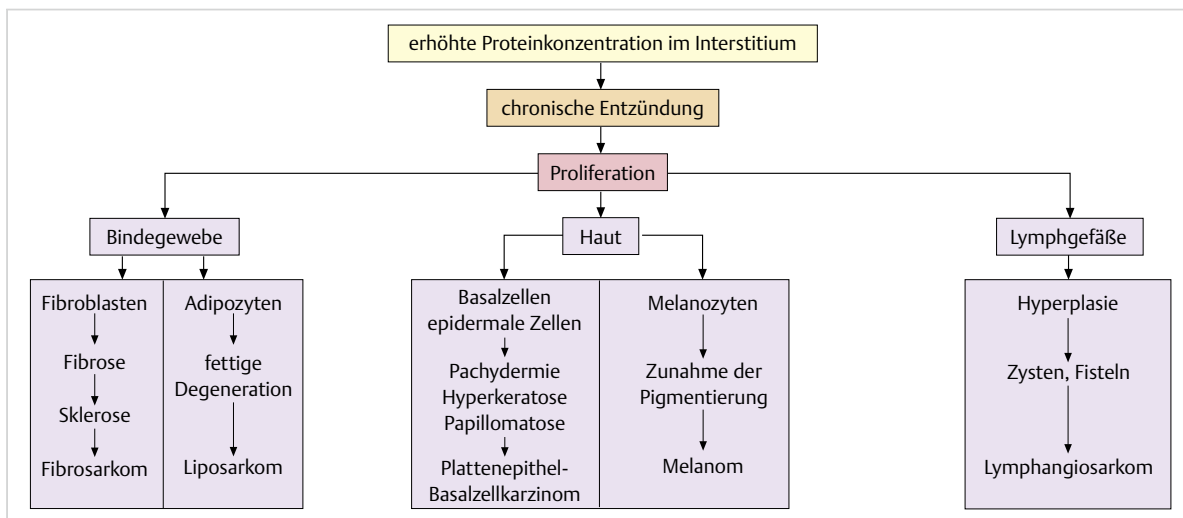 erhöhte Proteinkonzentration im Interstitium
chronische Entzündung
Proliferation
Bindegewebe
Haut
Lymphgefäße
Fibroblasten
Fibrose
Sklerose
Fibrosarkom
Adipozyten
fettige
Degeneration
Liposarkom
Basalzellen
epidermale Zellen
Pachydermie
Hyperkeratose
Papillomatose
Plattenepithel-
Basalzellkarzinom
Melanozyten
Zunahme der
Pigmentierung
Melanom
Hyperplasie
Zysten, Fisteln
Lymphangiosarkom